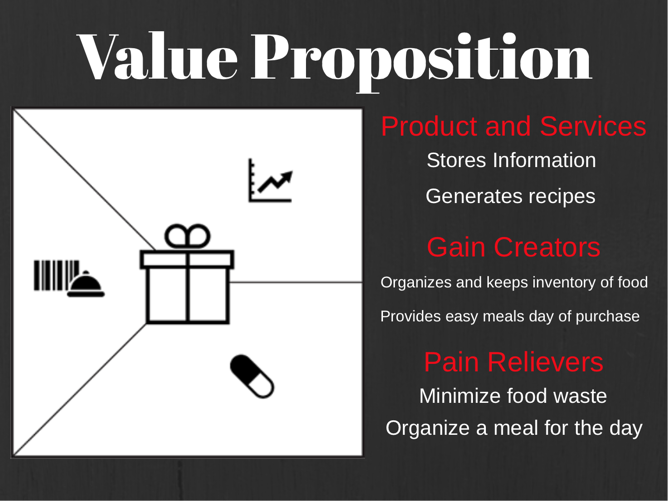 Value Proposition
Product and Services
Stores Information
Generates recipes
Gain Creators
Organizes and keeps inventory of food
Provides easy meals day of purchase
Pain Relievers
Minimize food waste
Organize a meal for the day